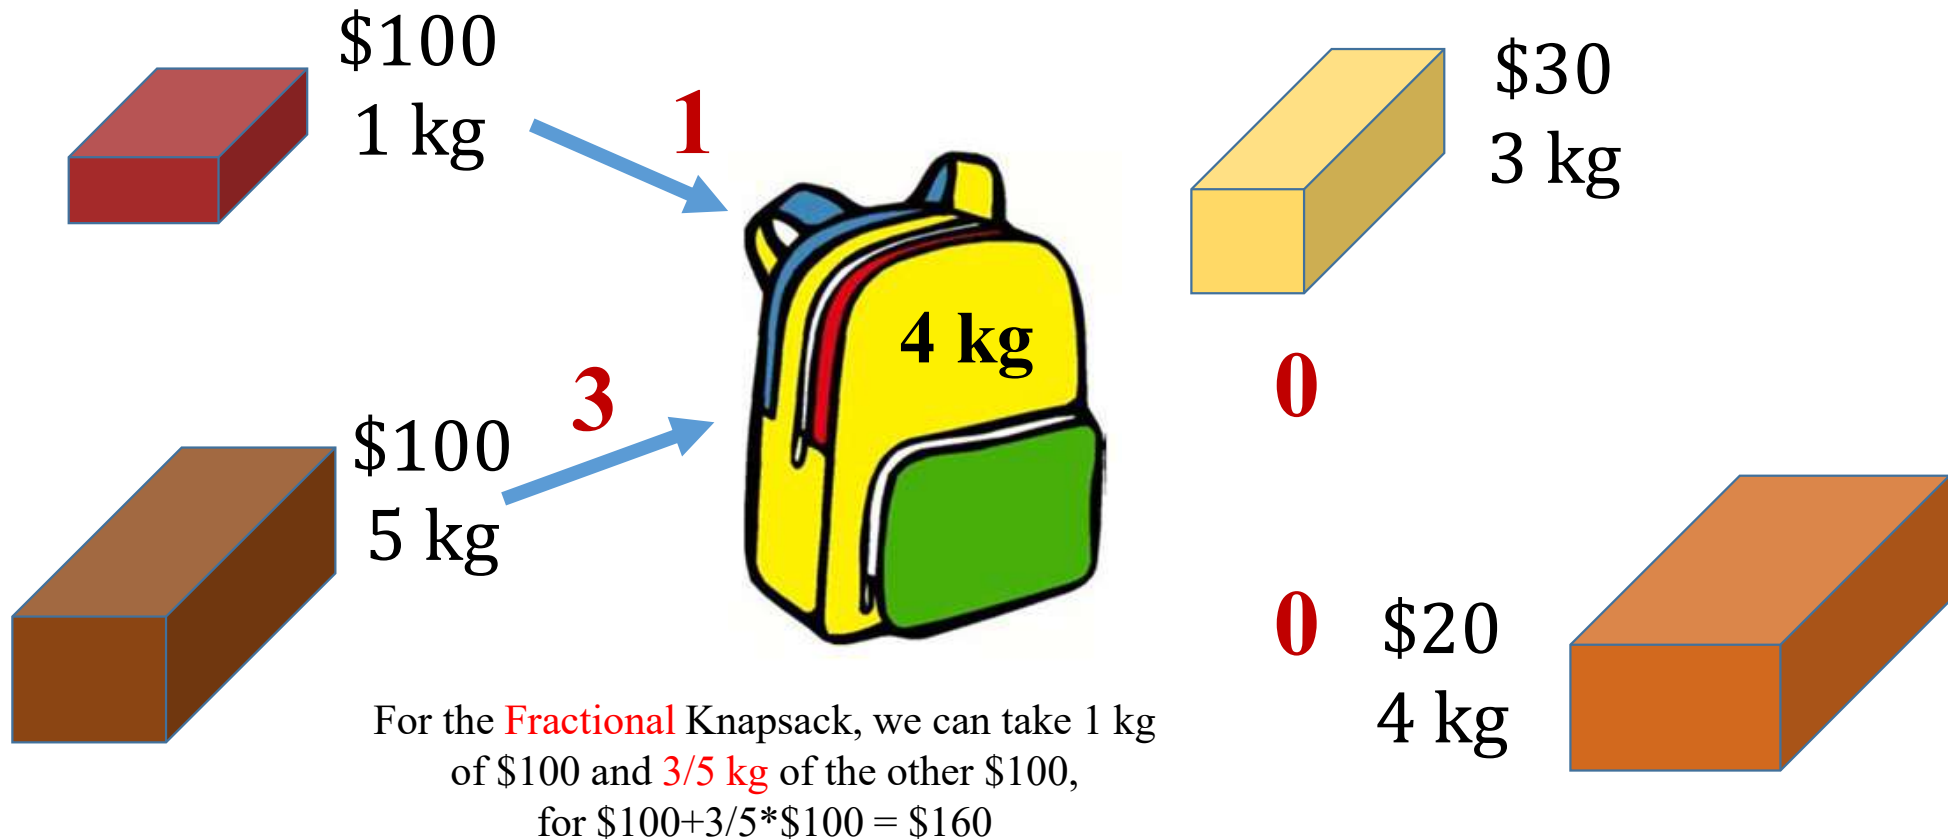 $100
1 kg
1
$30
3 kg
4 kg
3
0
$100
5 kg
0
$20
4 kg
For the Fractional Knapsack, we can take 1 kg
of $100 and 3/5 kg of the other $100,
for $100+3/5*$100 = $160